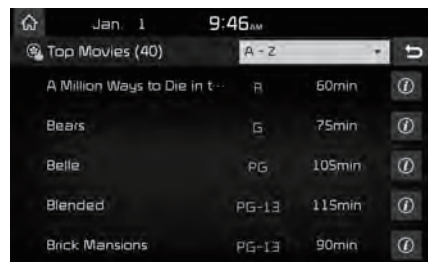 Jan. 1 9:46AM
Top Movies (40) A - Z
A Million Ways to Die in t··· R 60min
Bears G 75min
Belle PG 105min
Blended PG-13 115min
Brick Mansions PG-13 90min